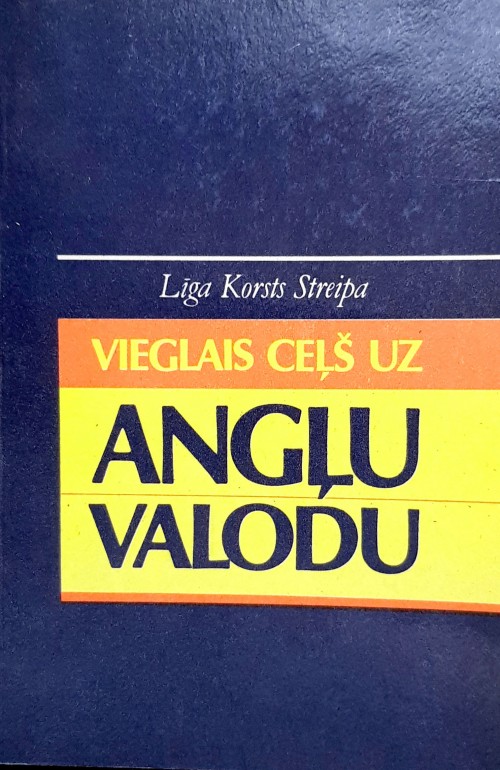 Līga Korsts Streipa
VIEGLAIS CEĻŠ UZ
ANGĻU
VALODU